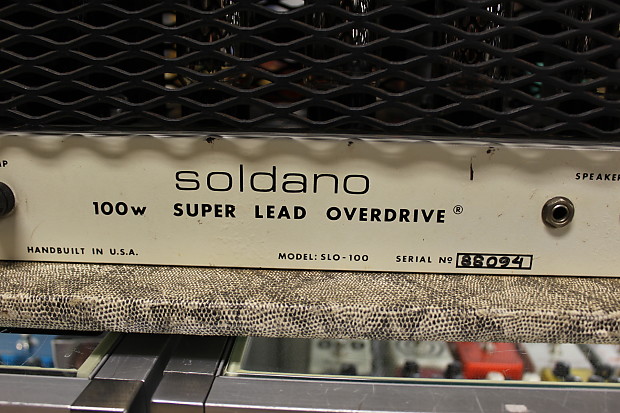 soldano
100w SUPER LEAD OVERDRIVE®
SPEAKER
HANDBUILT IN U.S.A.
MODEL: SLO-100
SERIAL Nº 88094